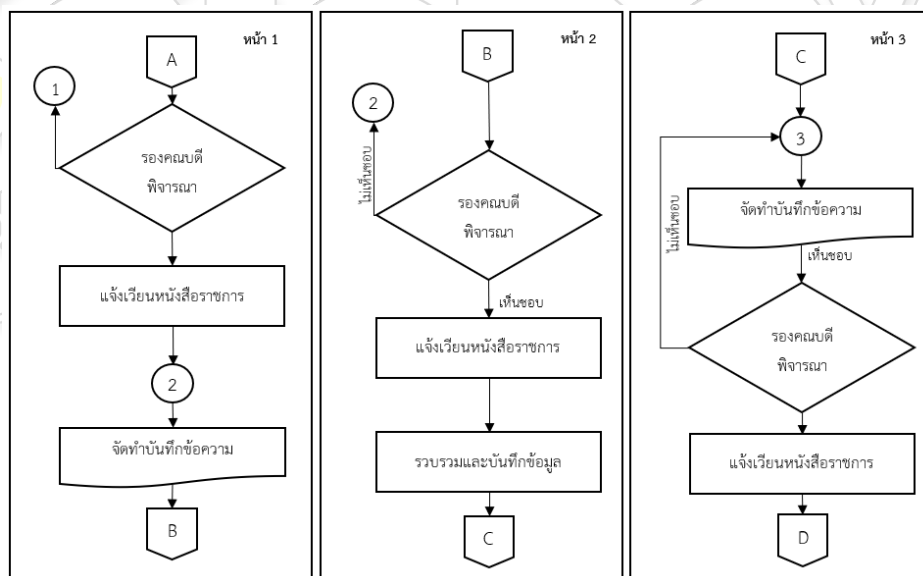 หน้า 1
A
1
รองคณบดี
พิจารณา
แจ้งเวียนหนังสือราชการ
2
จัดทำบันทึกข้อความ
B
หน้า 2
B
2
ไม่เห็นชอบ
รองคณบดี
พิจารณา
เห็นชอบ
แจ้งเวียนหนังสือราชการ
รวบรวมและบันทึกข้อมูล
C
หน้า 3
C
3
ไม่เห็นชอบ
จัดทำบันทึกข้อความ
เห็นชอบ
รองคณบดี
พิจารณา
แจ้งเวียนหนังสือราชการ
D